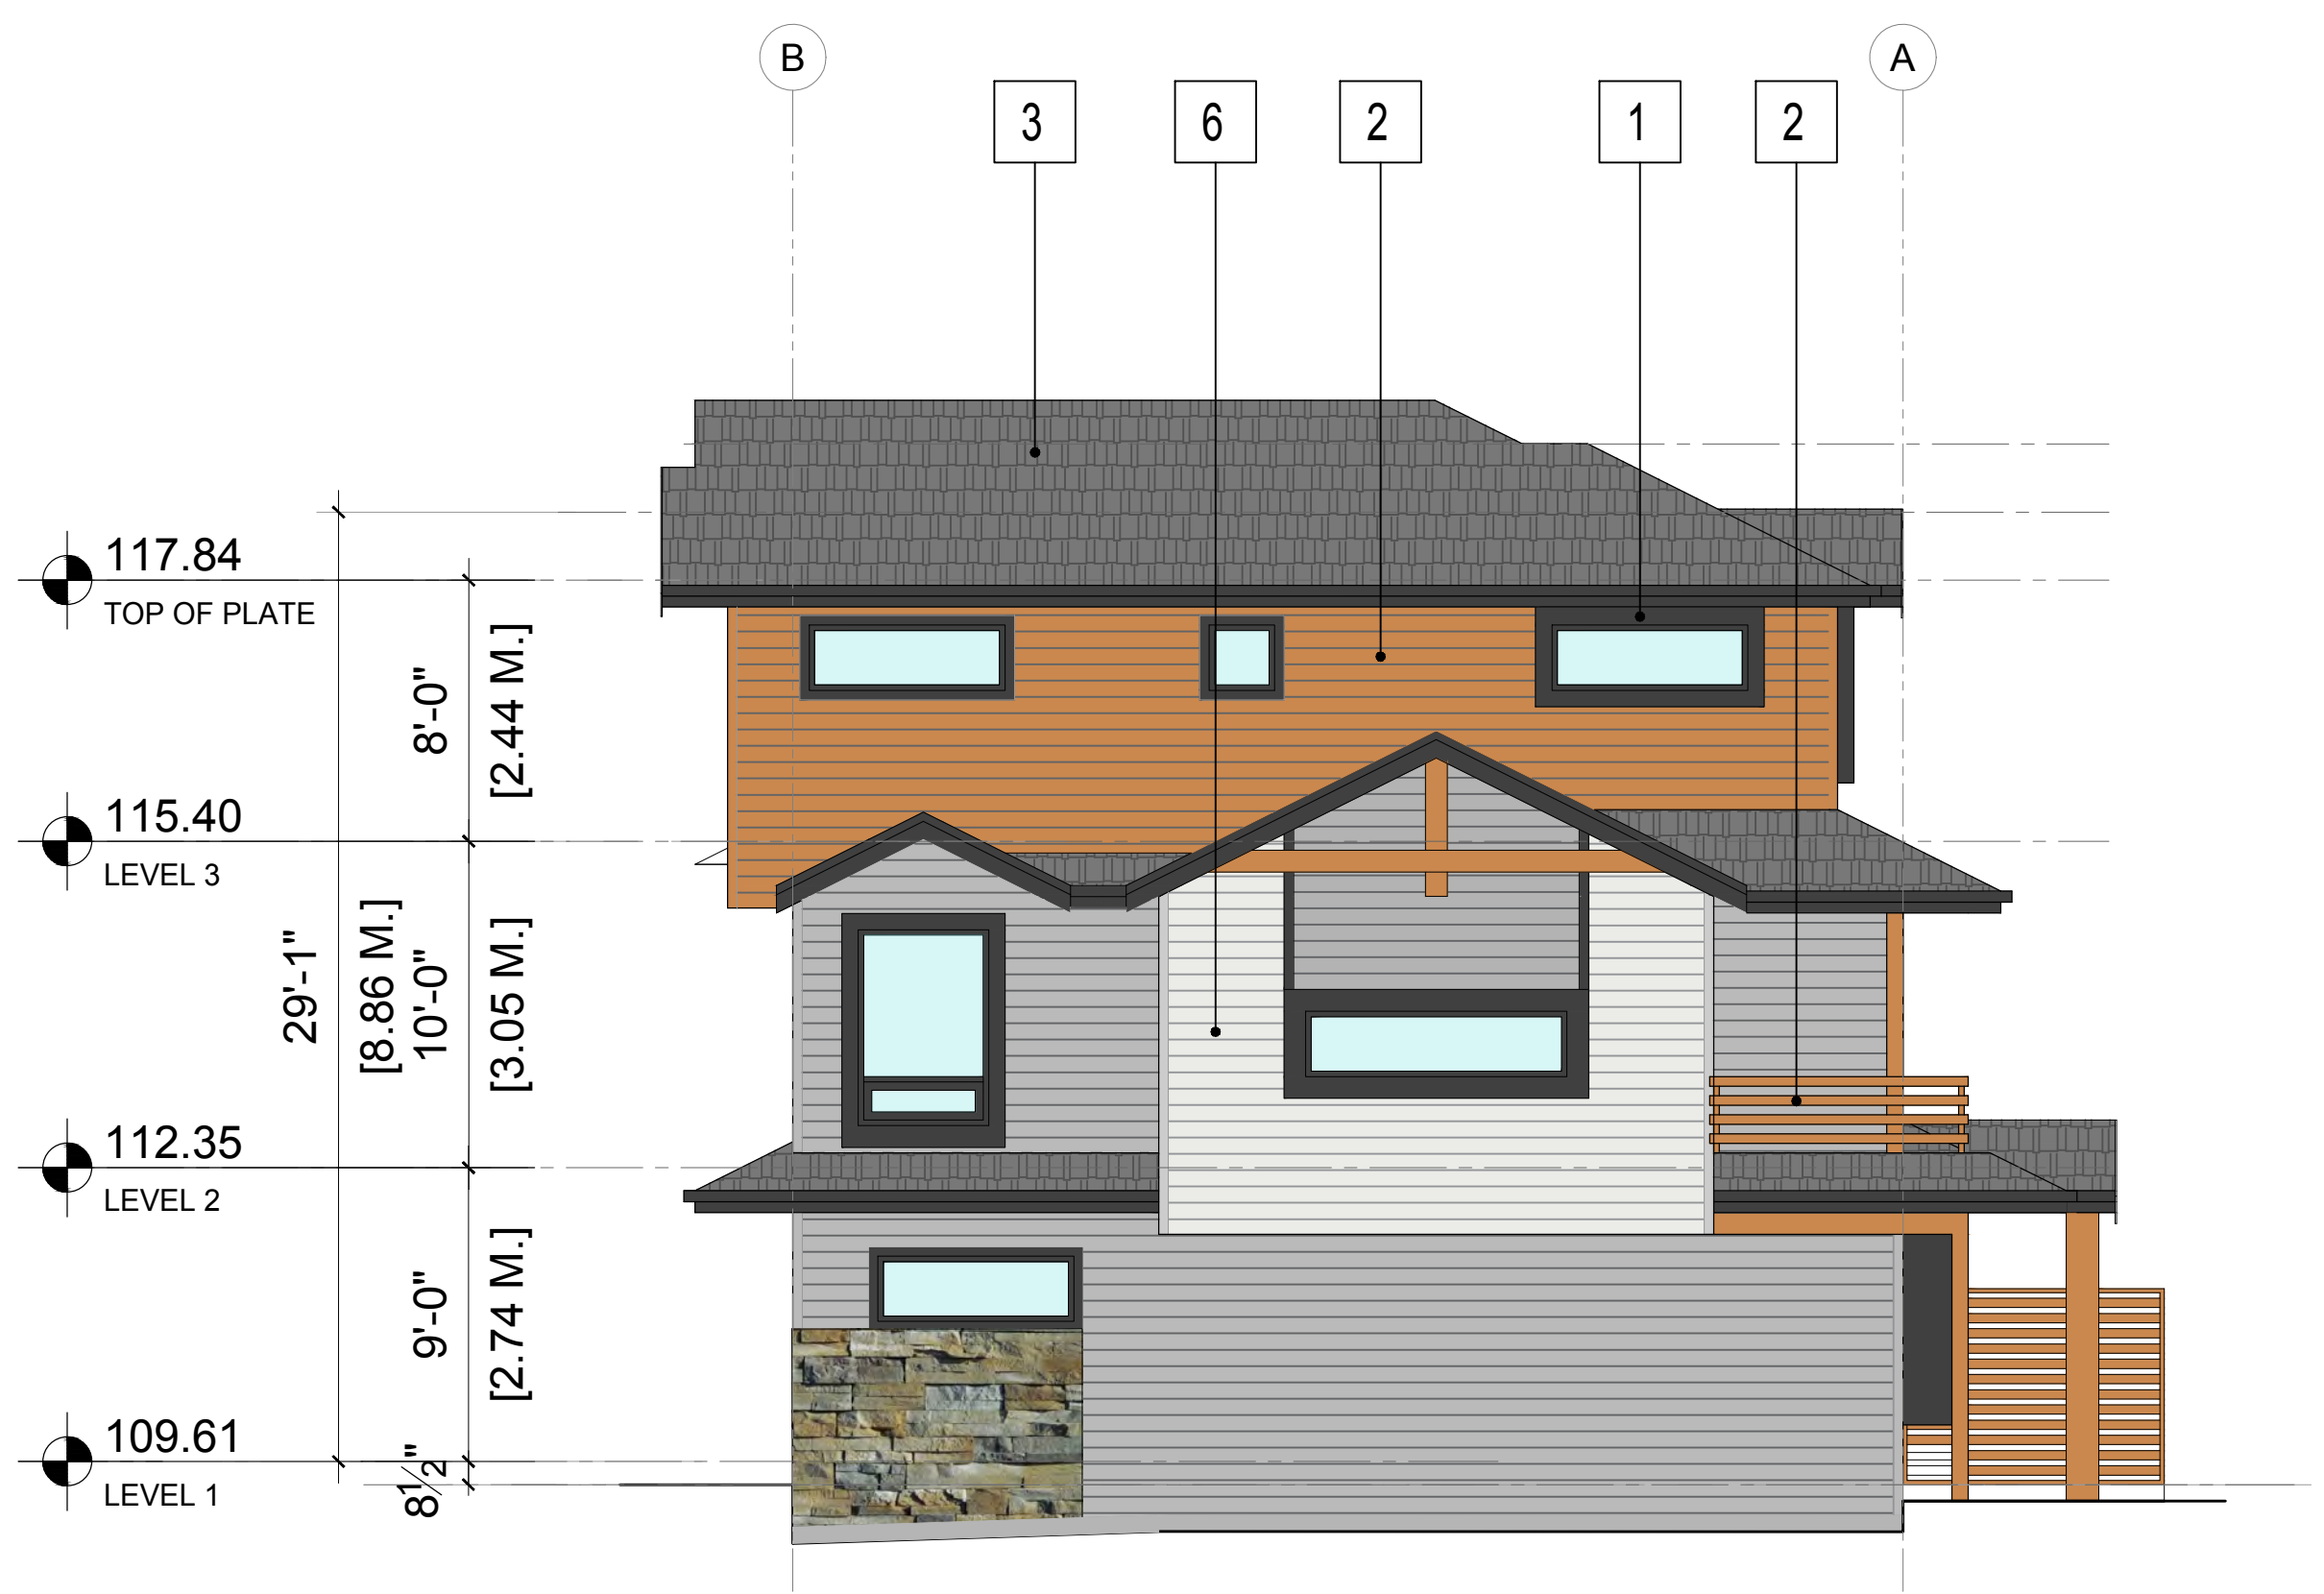 B
A
3
6
2
1
2
117.84
TOP OF PLATE
115.40
LEVEL 3
112.35
LEVEL 2
109.61
LEVEL 1
29'-1"
[8.86 M.]
8'-0"
[2.44 M.]
10'-0"
[3.05 M.]
9'-0"
[2.74 M.]
8 1/2"